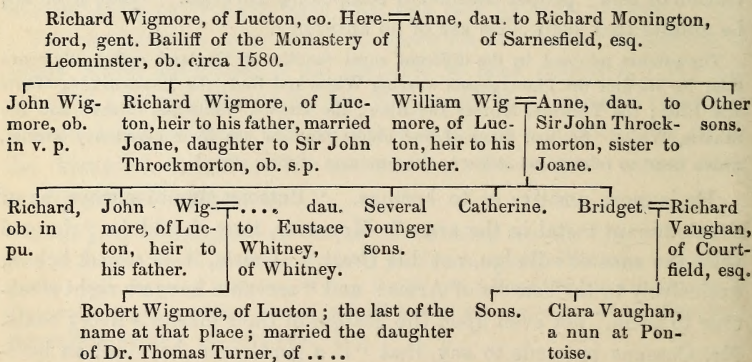 Richard Wigmore, of Lucton, co. Here-
ford, gent. Bailiff of the Monastery of
Leominster, ob. circa 1580.
Anne, dau. to Richard Monington,
of Sarnesfield, esq.
John Wig-
more, ob.
in v. p.
Richard Wigmore, of Luc-
ton, heir to his father, married
Joane, daughter to Sir John
Throckmorton, ob. s.p.
William Wig
more, of Luc-
ton, heir to his
brother.
Anne, dau. to
Sir John Throck-
morton, sister to
Joane.
Other
sons.
Richard,
ob. in
pu.
John Wig-
more, of Luc-
ton, heir to
his father.
...., dau.
to Eustace
Whitney,
of Whitney.
Several
younger
sons.
Catherine.
Bridget.
Richard
Vaughan,
of Court-
field, esq.
Robert Wigmore, of Lucton ; the last of the
name at that place ; married the daughter
of Dr. Thomas Turner, of ....
Sons.
Clara Vaughan,
a nun at Pon-
toise.